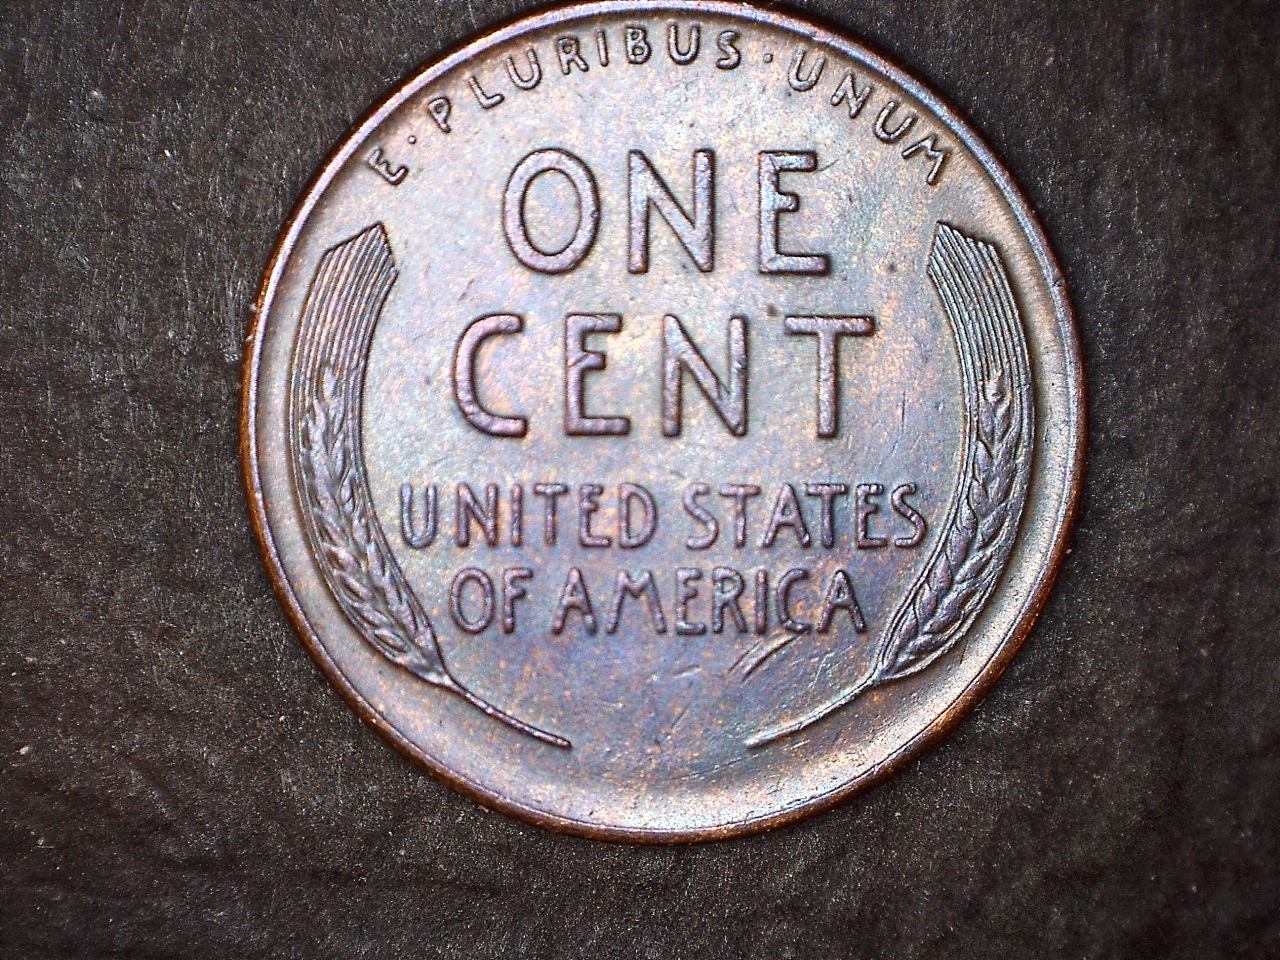 E · PLURIBUS · UNUM
ONE
CENT
UNITED STATES
OF AMERICA